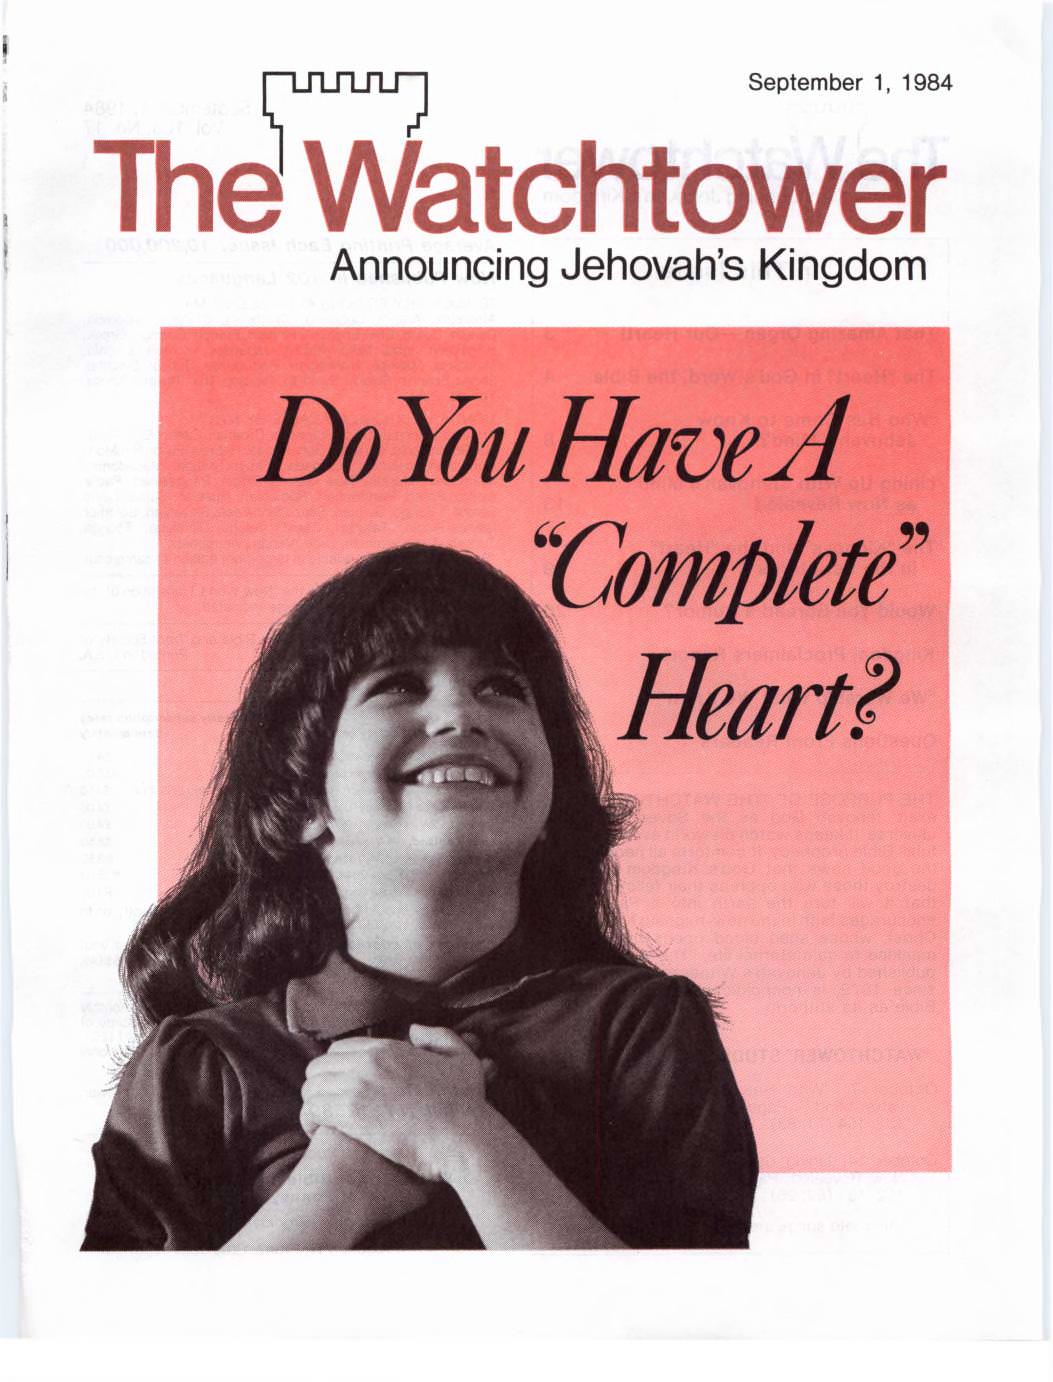 September 1, 1984
The Watchtower
Announcing Jehovah's Kingdom
Do You Have A
“Complete”
Heart?